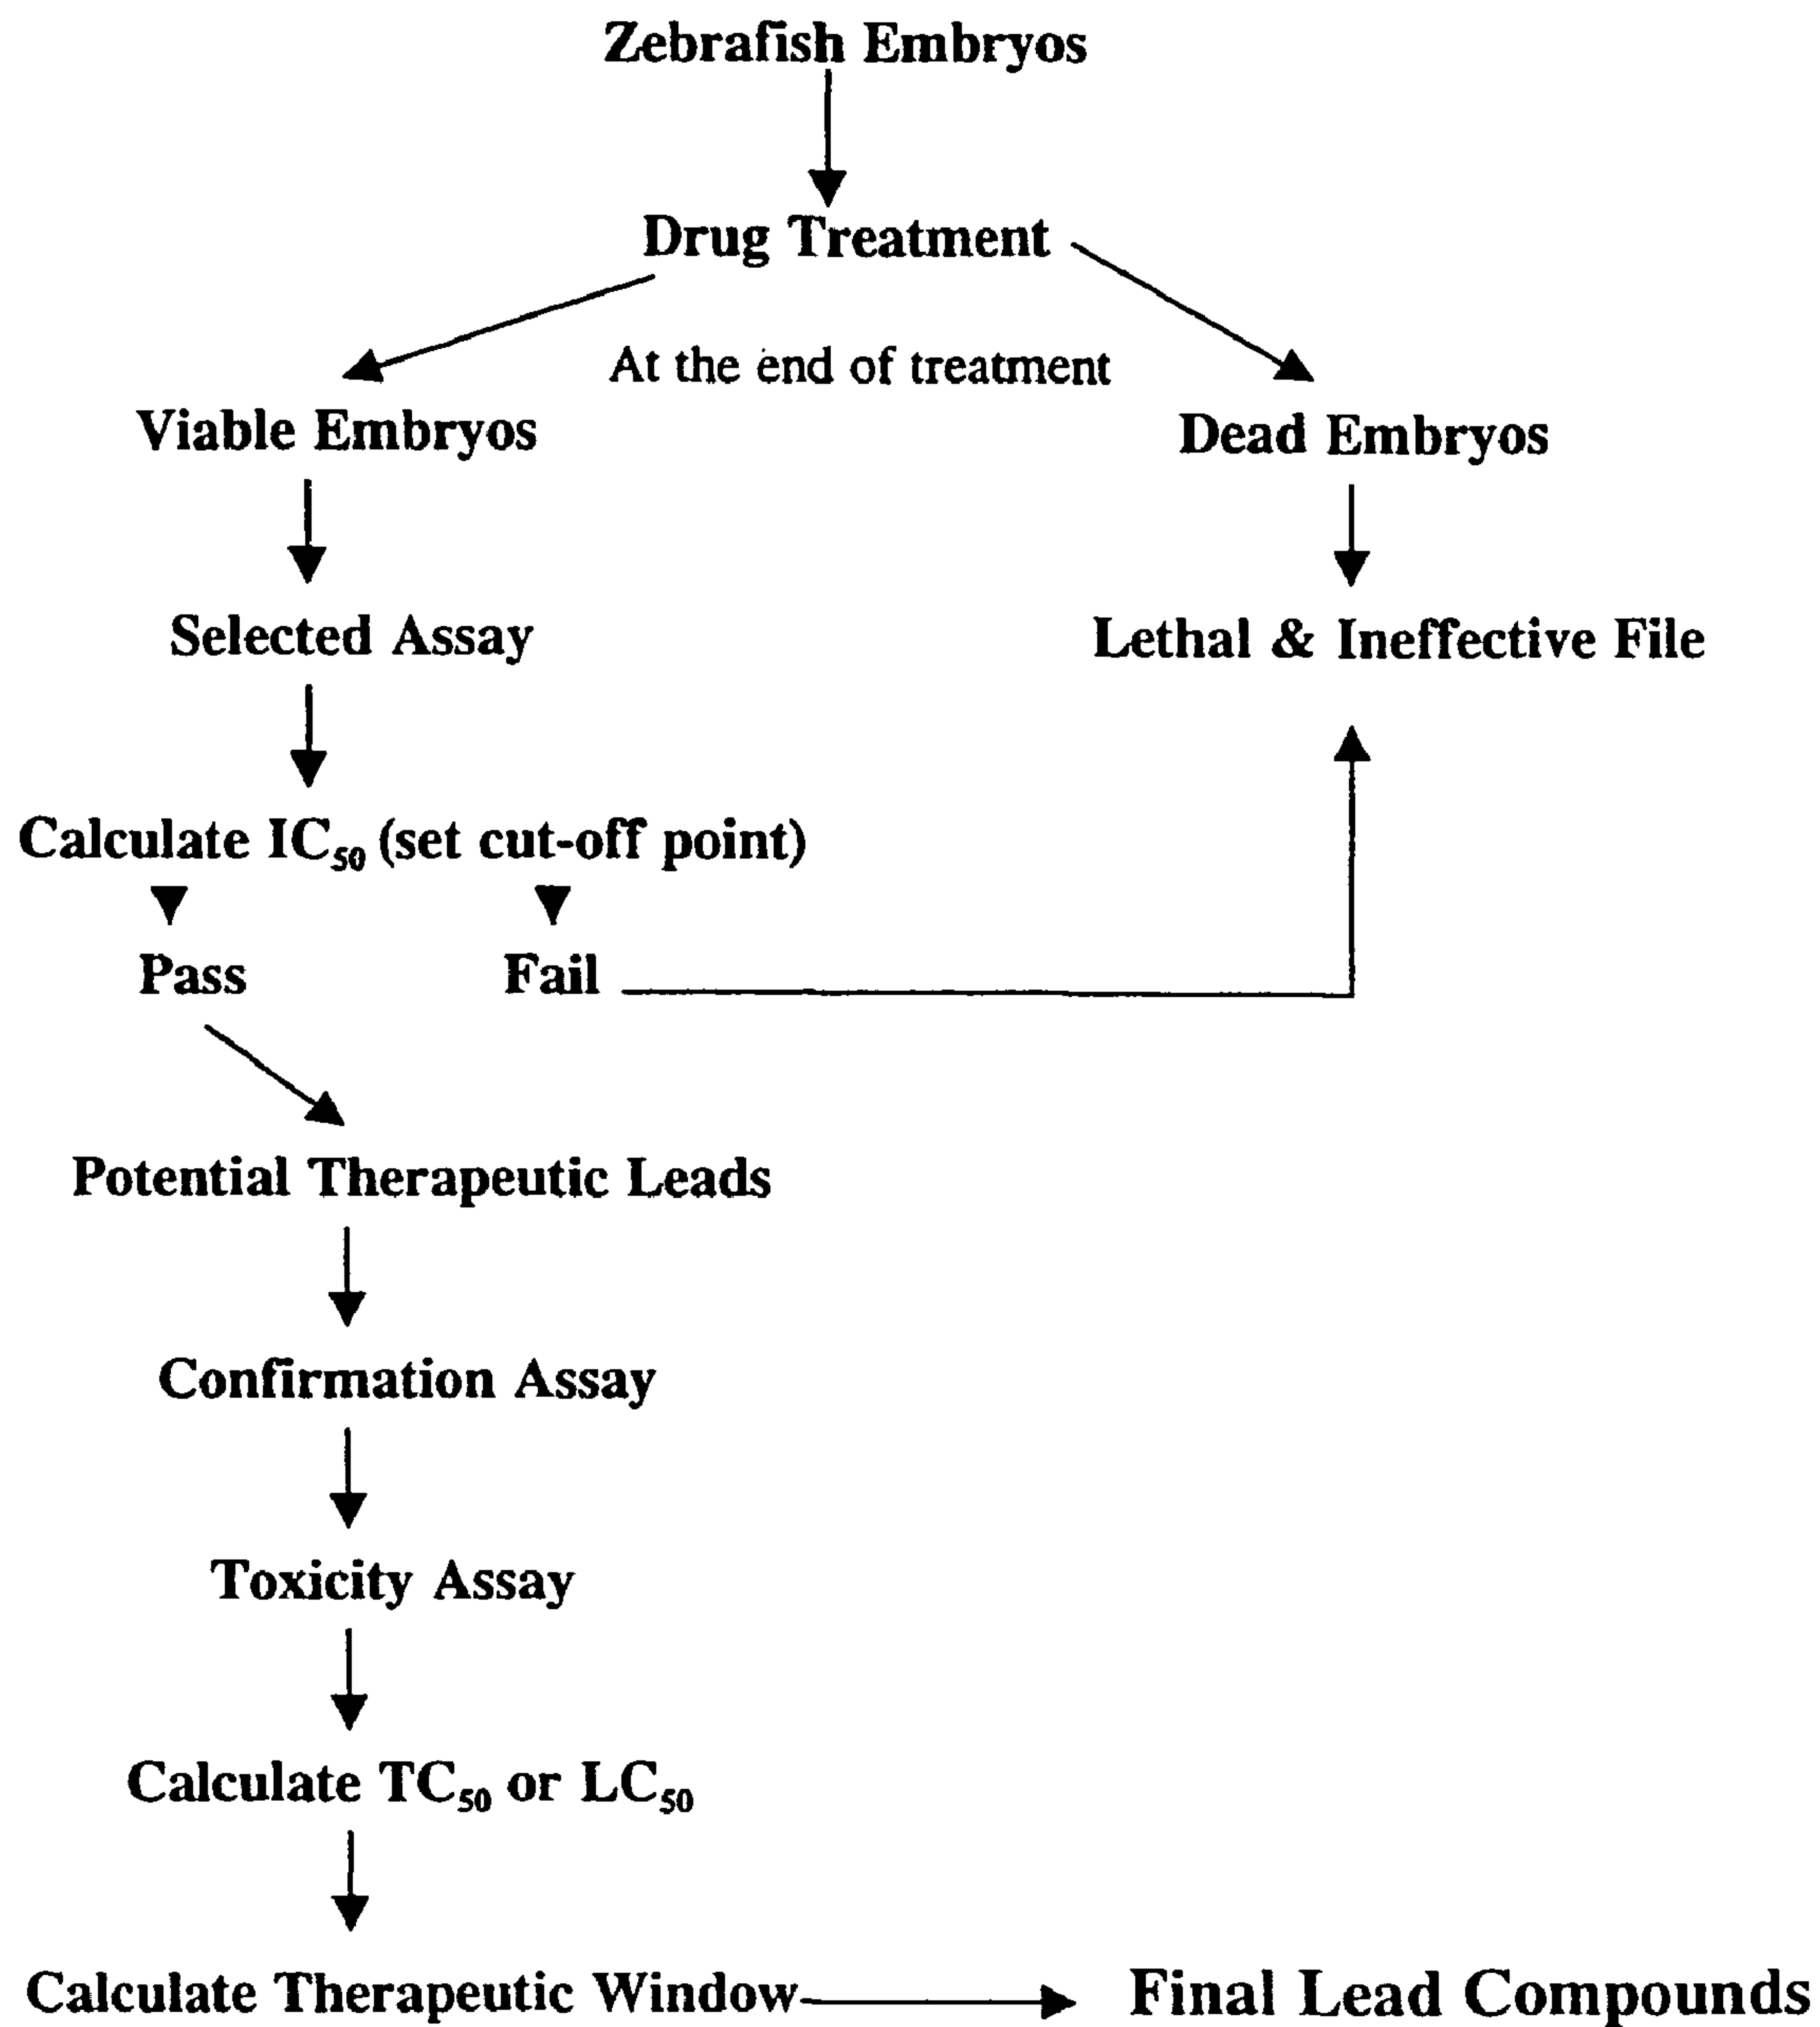 Zebrafish Embryos
Drug Treatment
At the end of treatment
Viable Embryos
Dead Embryos
Selected Assay
Lethal & Ineffective File
Calculate IC₅₀ (set cut-off point)
Pass
Fail
Potential Therapeutic Leads
Confirmation Assay
Toxicity Assay
Calculate TC₅₀ or LC₅₀
Calculate Therapeutic Window
Final Lead Compounds